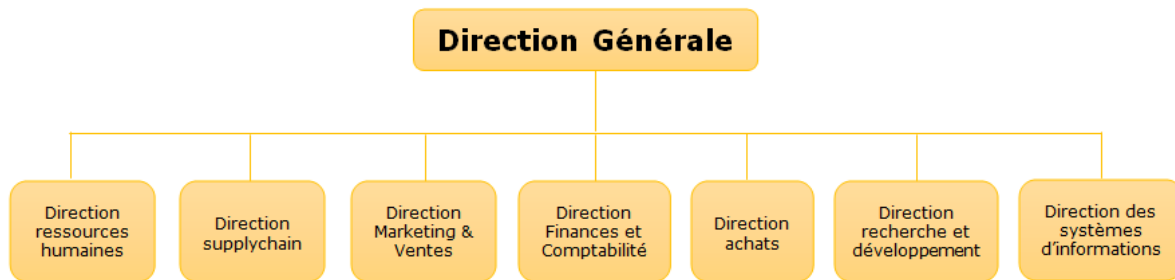 Direction Générale
Direction
ressources
humaines
Direction
supplychain
Direction
Marketing &
Ventes
Direction
Finances et
Comptabilité
Direction
achats
Direction
recherche et
développement
Direction des
systèmes
d'informations